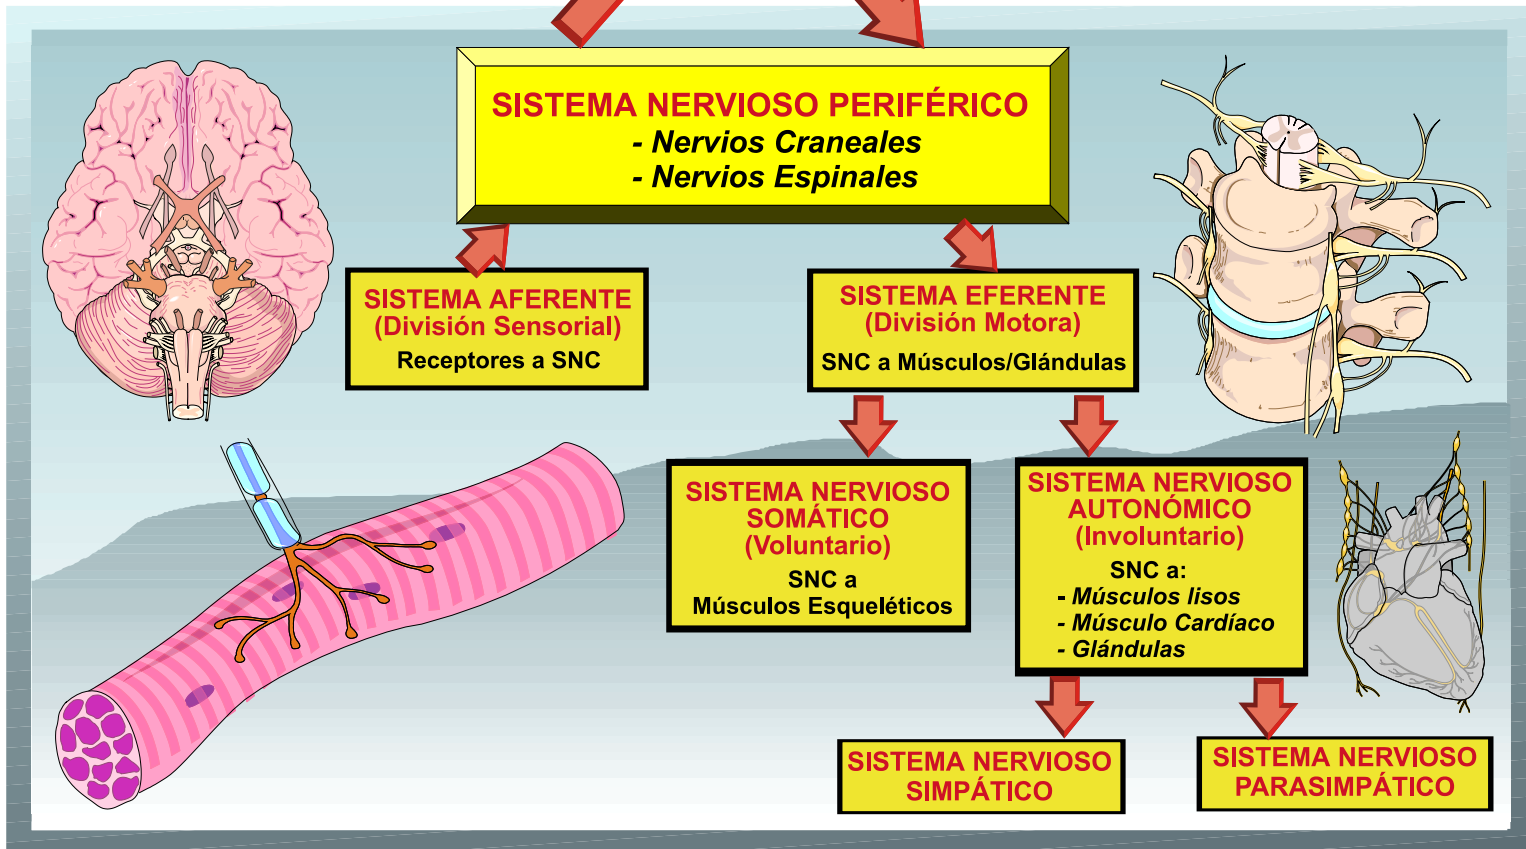 SISTEMA NERVIOSO PERIFÉRICO
- Nervios Craneales
- Nervios Espinales
SISTEMA AFERENTE
(División Sensorial)
Receptores a SNC
SISTEMA EFERENTE
(División Motora)
SNC a Músculos/Glándulas
SISTEMA NERVIOSO
SOMÁTICO
(Voluntario)
SNC a
Músculos Esqueléticos
SISTEMA NERVIOSO
AUTONÓMICO
(Involuntario)
SNC a:
- Músculos lisos
- Músculo Cardíaco
- Glándulas
SISTEMA NERVIOSO
SIMPÁTICO
SISTEMA NERVIOSO
PARASIMPÁTICO